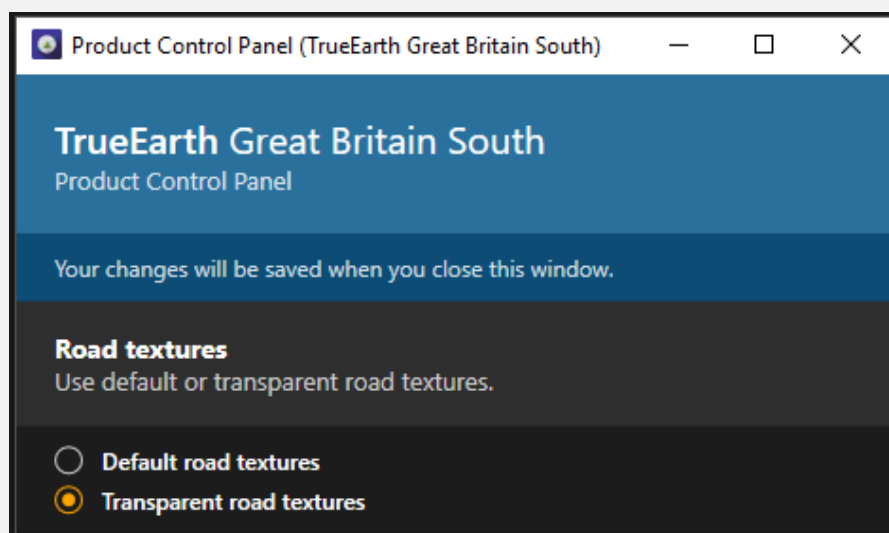 Product Control Panel (TrueEarth Great Britain South)
TrueEarth Great Britain South
Product Control Panel
Your changes will be saved when you close this window.
Road textures
Use default or transparent road textures.
Default road textures
Transparent road textures